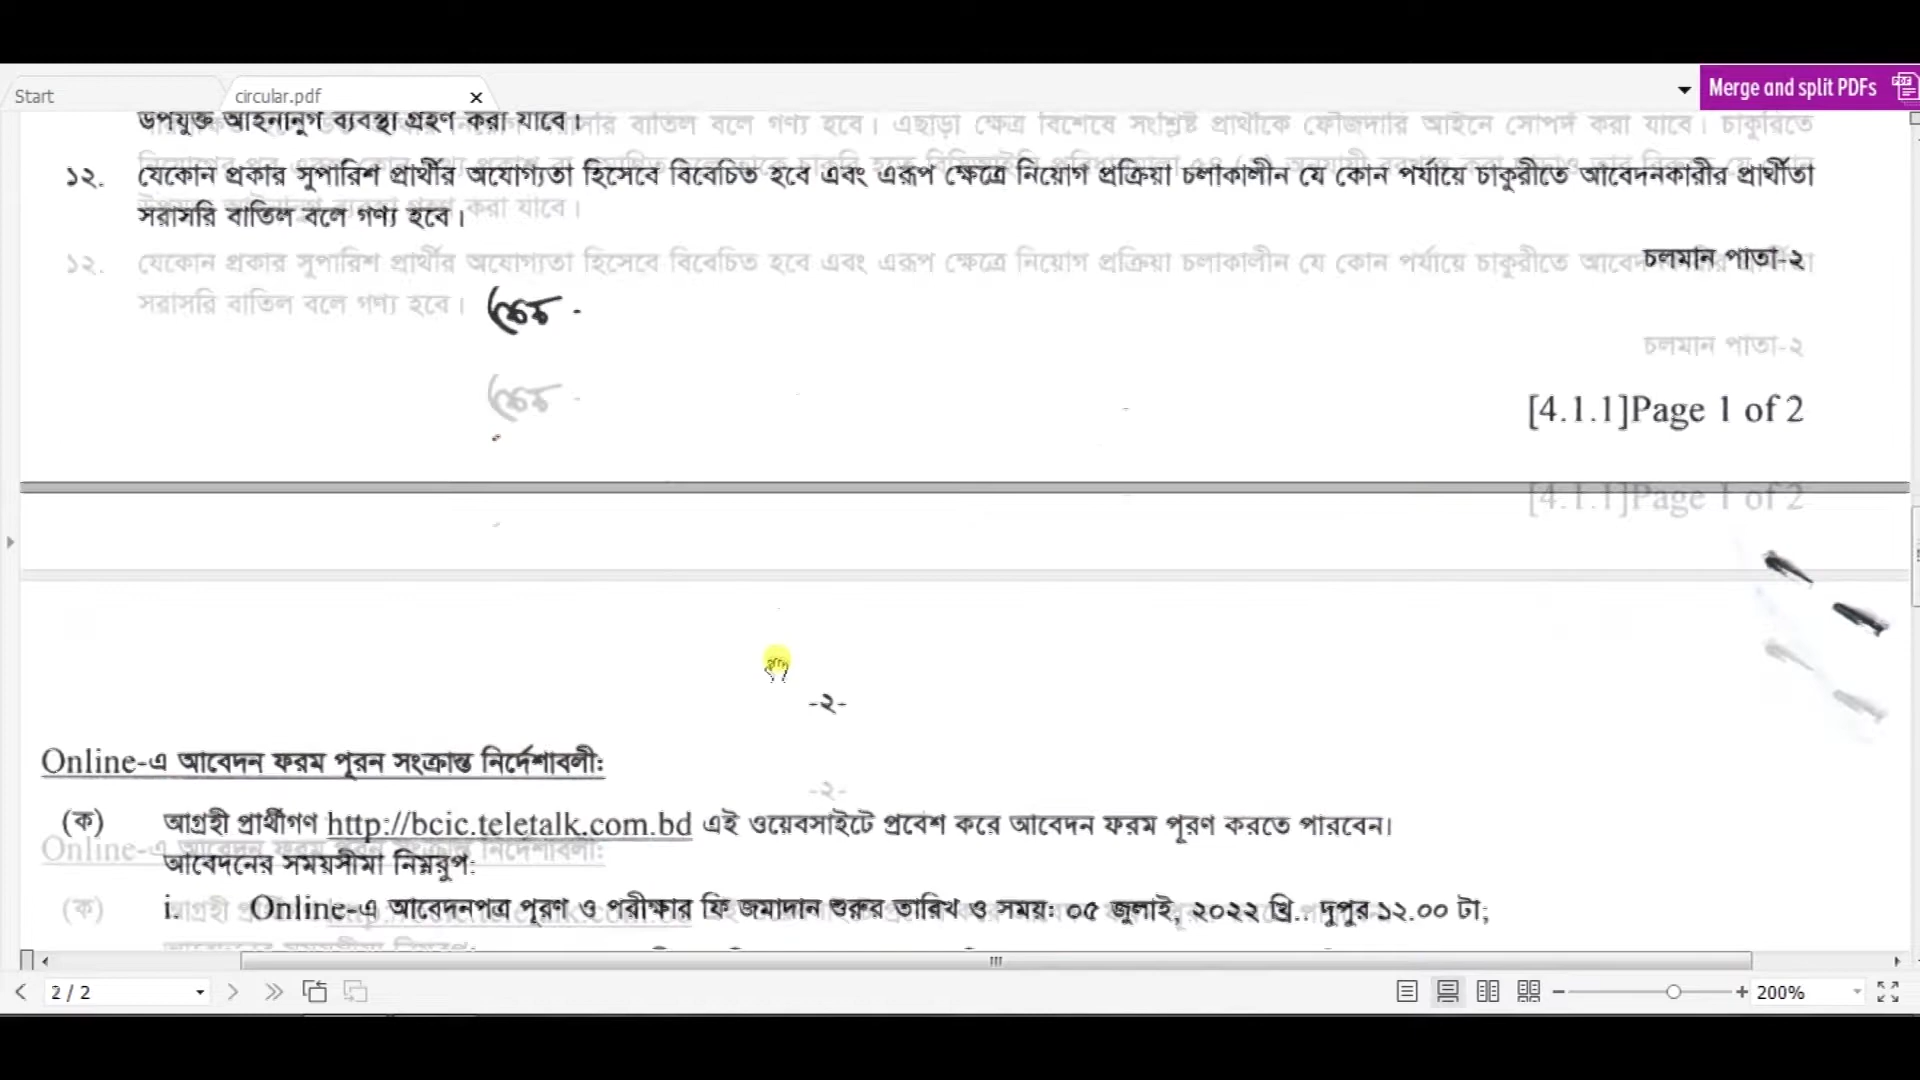 Start
circular.pdf
Merge and split PDFs
উপযুক্ত আইনানুগ ব্যবস্থা গ্রহণ করা যাবে।
১২. যেকোন প্রকার সুপারিশ প্রার্থীর অযোগ্যতা হিসেবে বিবেচিত হবে এবং এরূপ ক্ষেত্রে নিয়োগ প্রক্রিয়া চলাকালীন যে কোন পর্যায়ে চাকুরীতে আবেদনকারীর প্রার্থীতা
সরাসরি বাতিল বলে গণ্য হবে।
চলমান পাতা-২
[4.1.1]Page 1 of 2
-২-
Online-এ আবেদন ফরম পূরন সংক্রান্ত নির্দেশাবলী:
(ক) আগ্রহী প্রার্থীগণ http://bcic.teletalk.com.bd এই ওয়েবসাইটে প্রবেশ করে আবেদন ফরম পূরণ করতে পারবেন।
আবেদনের সময়সীমা নিম্নরুপ:
i. Online-এ আবেদনপত্র পূরণ ও পরীক্ষার ফি জমাদান শুরুর তারিখ ও সময়: ০৫ জুলাই, ২০২২ খ্রি.. দুপুর ১২.০০ টা;
2 / 2
200%